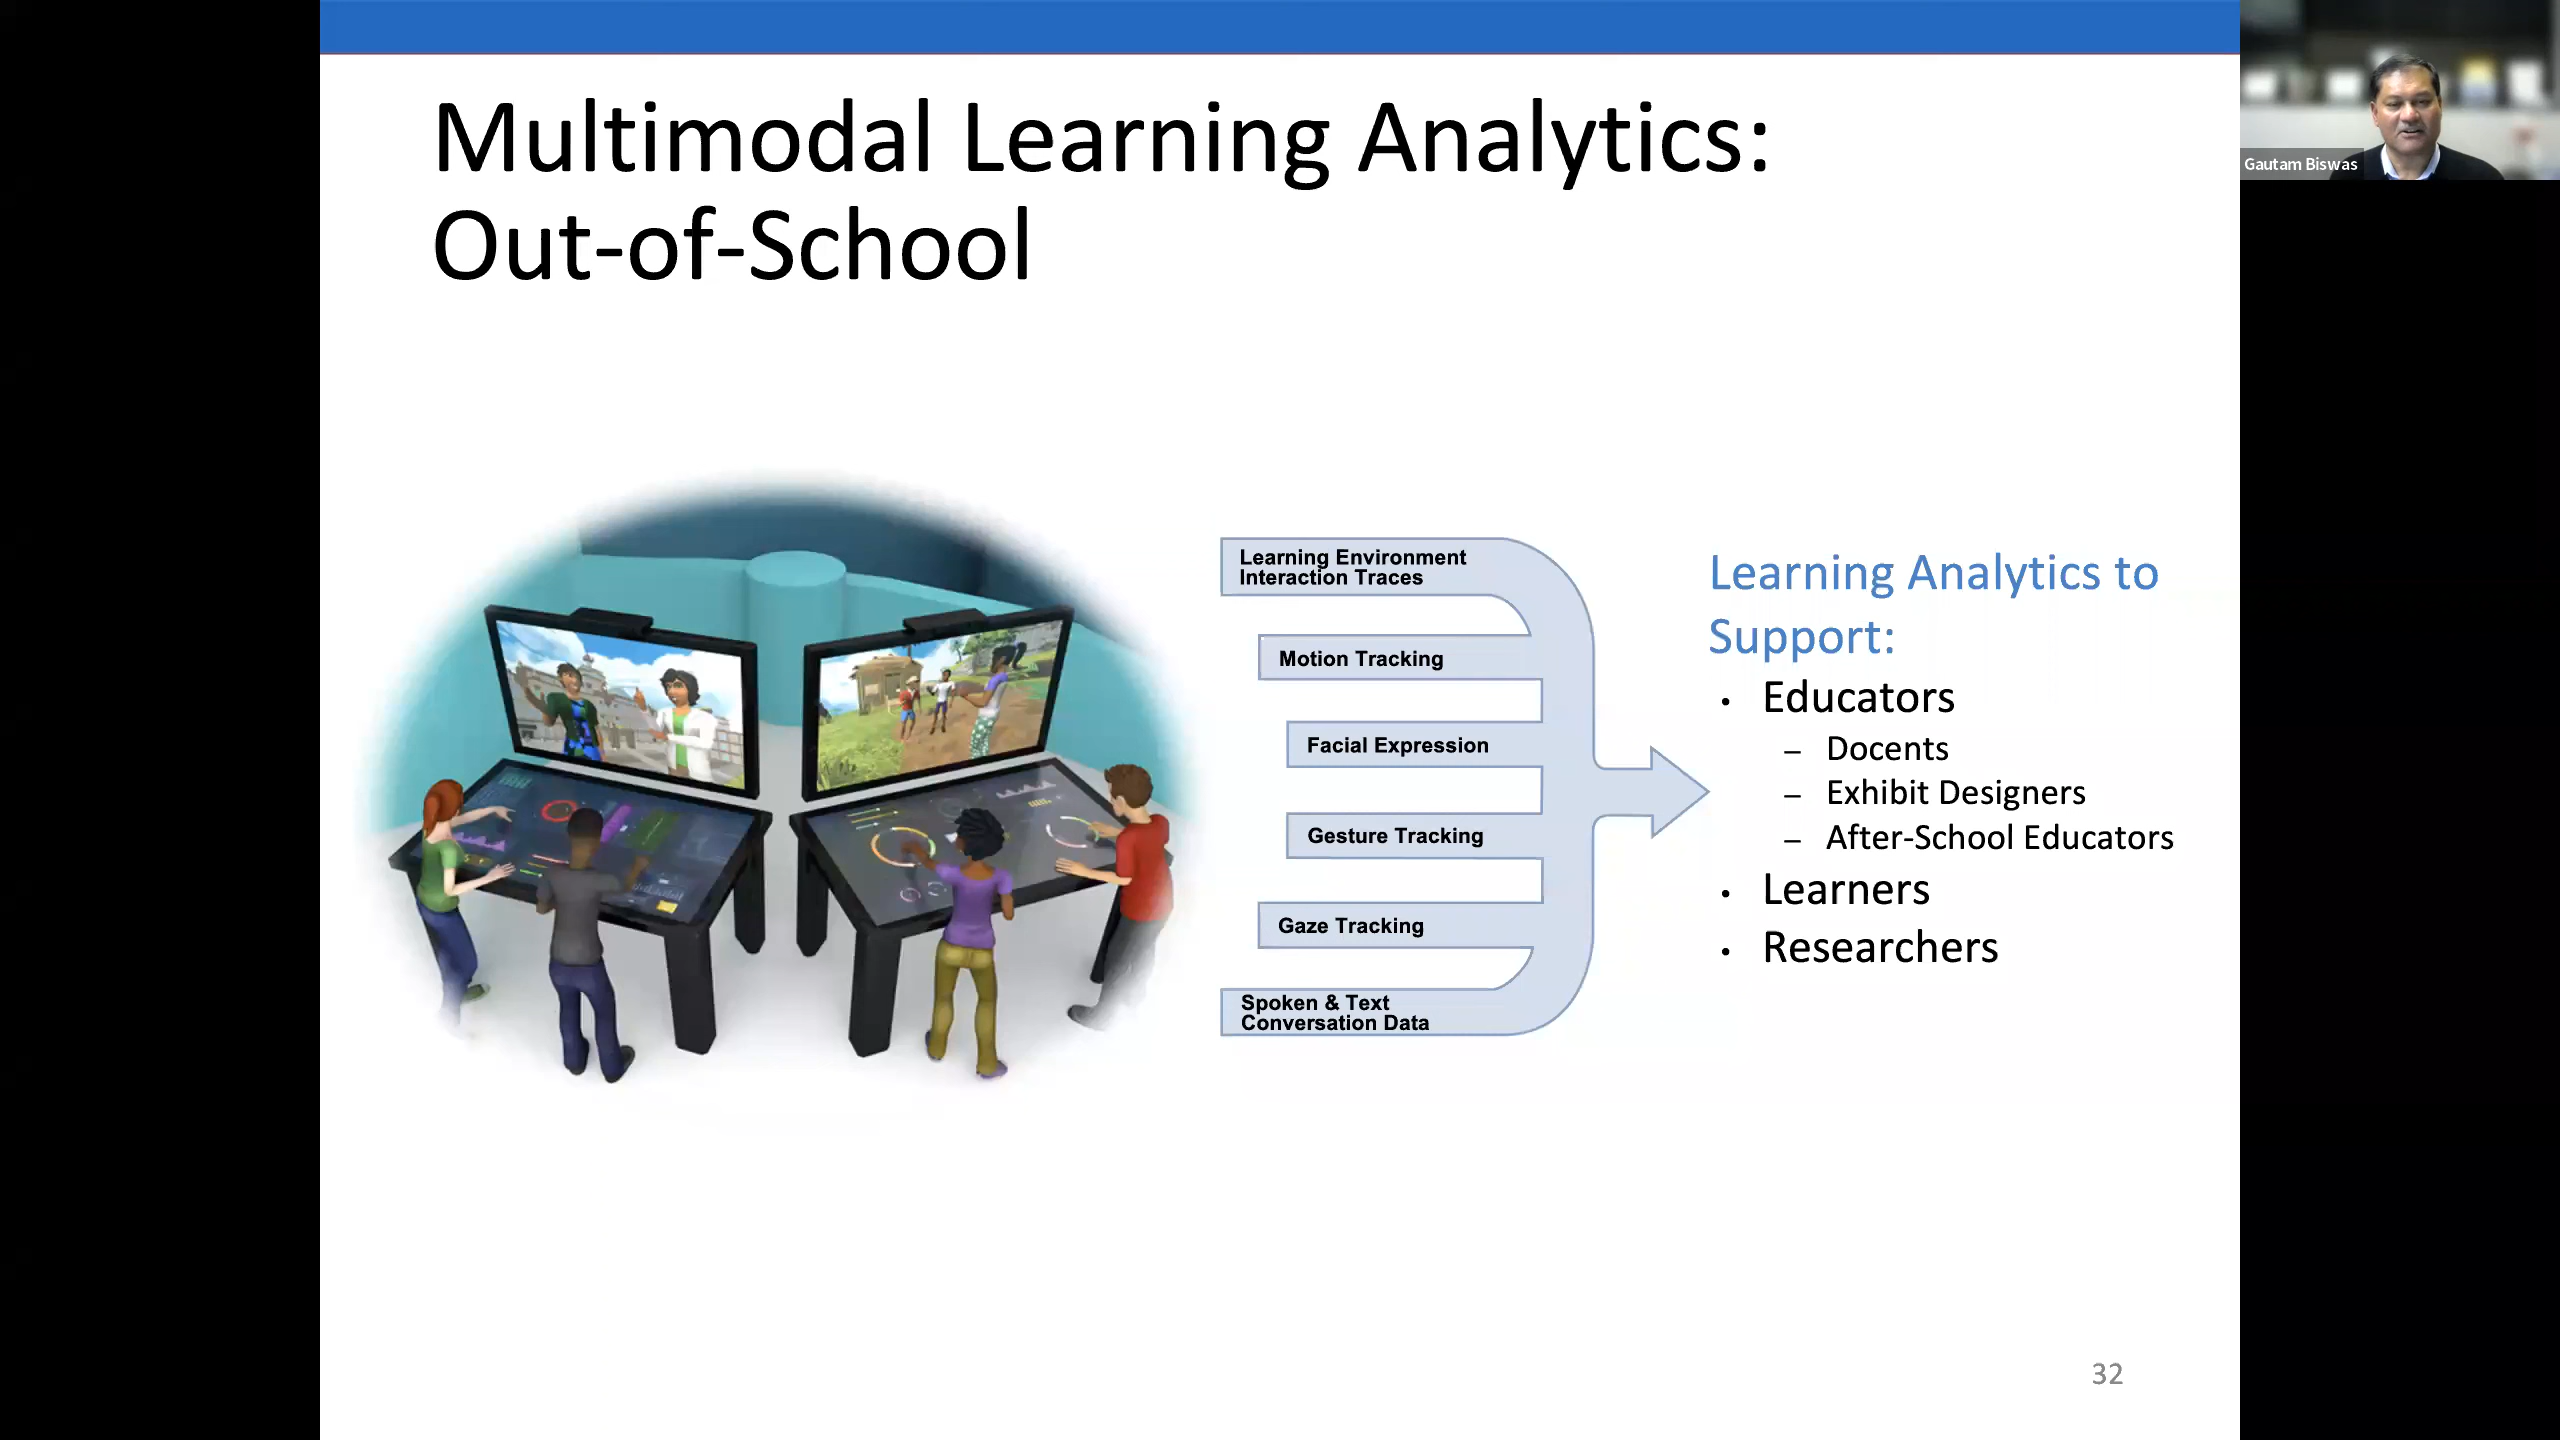 Multimodal Learning Analytics:
Out-of-School
Gautam Biswas
Learning Environment
Interaction Traces
Motion Tracking
Facial Expression
Gesture Tracking
Gaze Tracking
Spoken & Text
Conversation Data
Learning Analytics to
Support:
• Educators
– Docents
– Exhibit Designers
– After-School Educators
• Learners
• Researchers
32